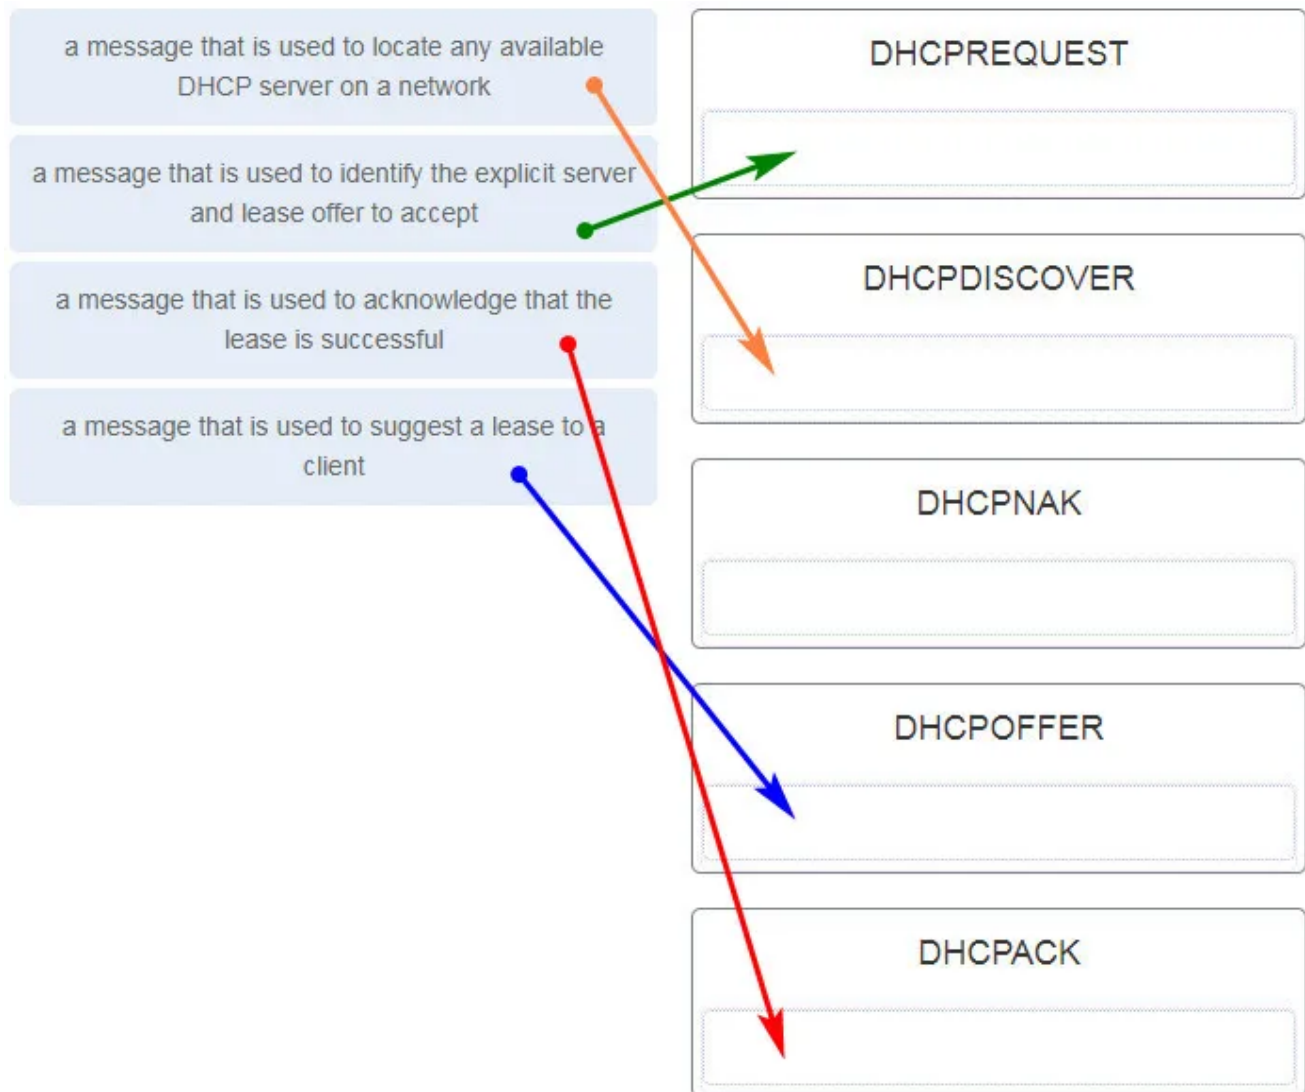 a message that is used to locate any available
DHCP server on a network
a message that is used to identify the explicit server
and lease offer to accept
a message that is used to acknowledge that the
lease is successful
a message that is used to suggest a lease to a
client
DHCPREQUEST
DHCPDISCOVER
DHCPNAK
DHCPOFFER
DHCPACK